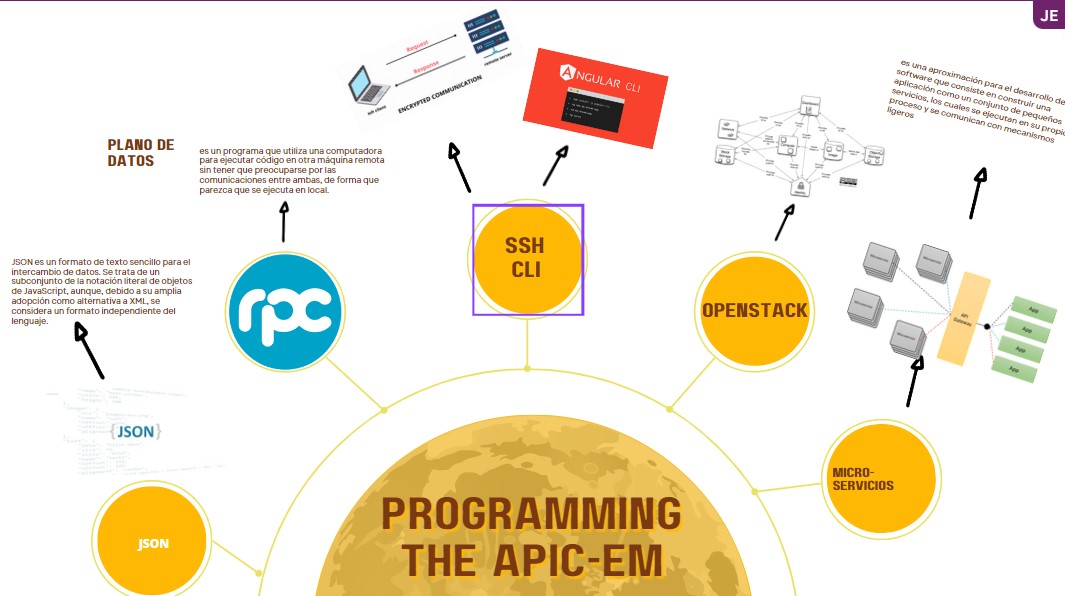 JE
Request
Response
remote server
ssh client
ENCRYPTED COMMUNICATION
ANGULAR CLI
es una aproximación para el desarrollo de
software que consiste en construir una
aplicación como un conjunto de pequeños
servicios, los cuales se ejecutan en su propio
proceso y se comunican con mecanismos
ligeros
PLANO DE
DATOS
es un programa que utiliza una computadora
para ejecutar código en otra máquina remota
sin tener que preocuparse por las
comunicaciones entre ambas, de forma que
parezca que se ejecuta en local.
SSH
CLI
JSON es un formato de texto sencillo para el
intercambio de datos. Se trata de un
subconjunto de la notación literal de objetos
de JavaScript, aunque, debido a su amplia
adopción como alternativa a XML, se
considera un formato independiente del
lenguaje.
rpc
OPENSTACK
API
Gateway
App
App
App
App
{JSON}
MICRO-
SERVICIOS
PROGRAMMING
THE APIC-EM
JSON